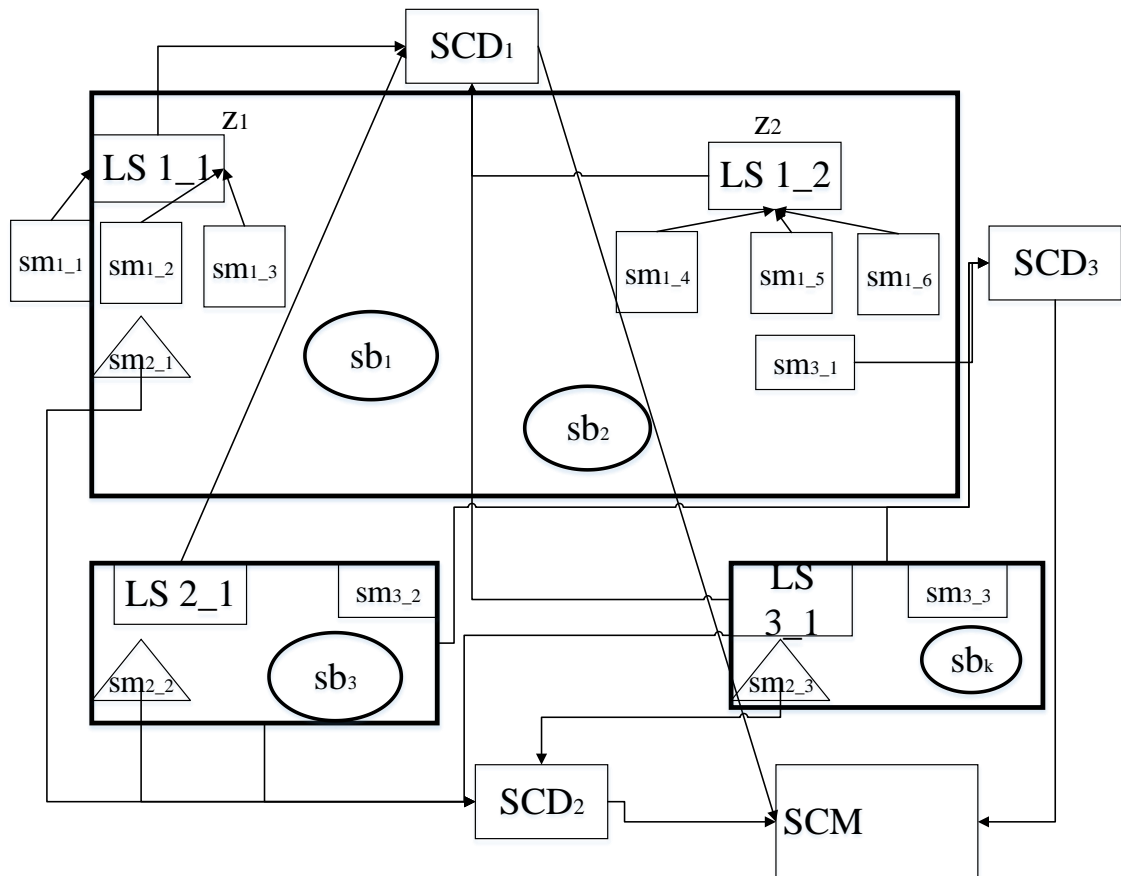 SCD1
z1
z2
LS 1_1
LS 1_2
sm1_1
sm1_2
sm1_3
sm1_4
sm1_5
sm1_6
SCD3
sm2_1
sb1
sm3_1
sb2
LS 2_1
sm3_2
LS
3_1
sm3_3
sm2_2
sb3
sm2_3
sbk
SCD2
SCM